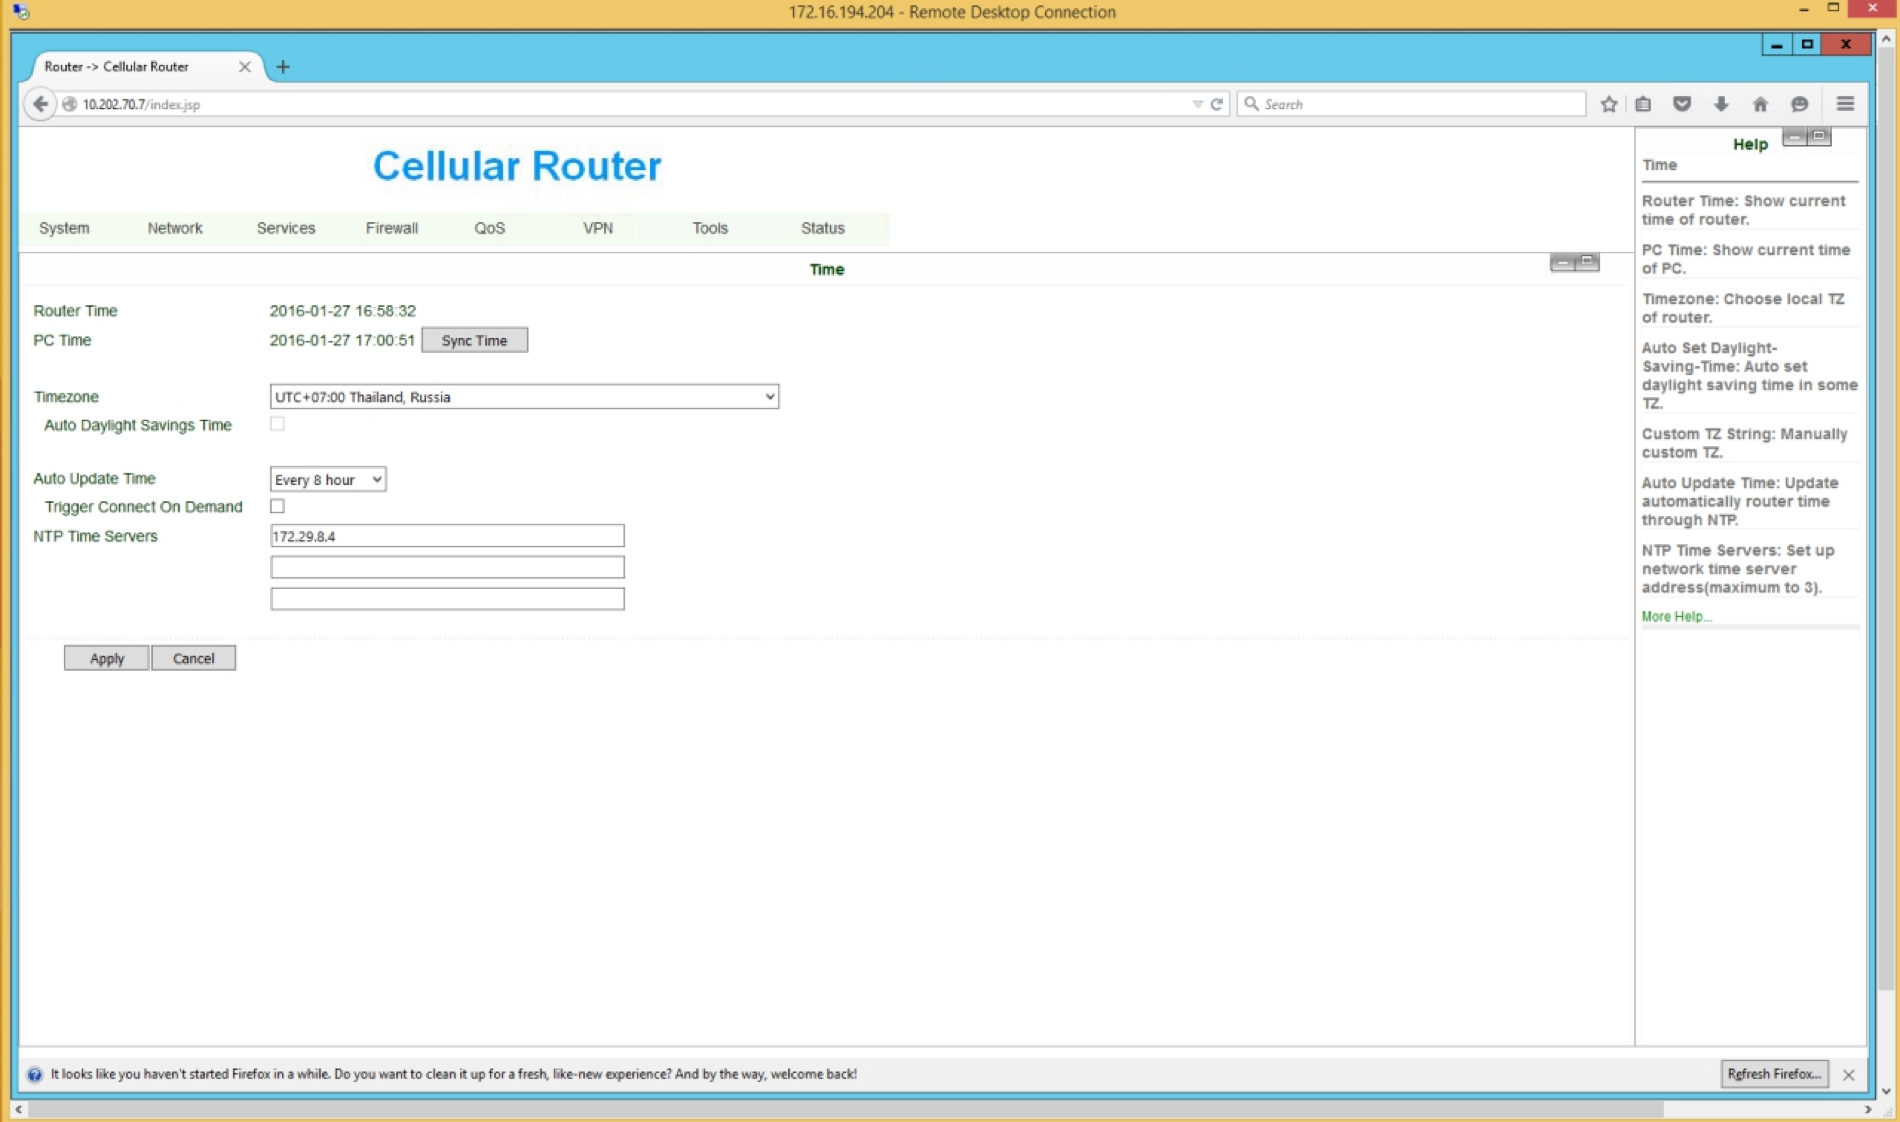 172.16.194.204 - Remote Desktop Connection
Router -> Cellular Router
10.202.70.7/index.jsp
Search
Cellular Router
System Network Services Firewall QoS VPN Tools Status
Time
Router Time 2016-01-27 16:58:32
PC Time 2016-01-27 17:00:51 Sync Time
Timezone UTC+07:00 Thailand, Russia
Auto Daylight Savings Time
Auto Update Time Every 8 hour
Trigger Connect On Demand
NTP Time Servers 172.29.8.4
Apply Cancel
Help
Time
Router Time: Show current
time of router.
PC Time: Show current time
of PC.
Timezone: Choose local TZ
of router.
Auto Set Daylight-
Saving-Time: Auto set
daylight saving time in some
TZ.
Custom TZ String: Manually
custom TZ.
Auto Update Time: Update
automatically router time
through NTP.
NTP Time Servers: Set up
network time server
address(maximum to 3).
More Help...
It looks like you haven't started Firefox in a while. Do you want to clean it up for a fresh, like-new experience? And by the way, welcome back!
Refresh Firefox...